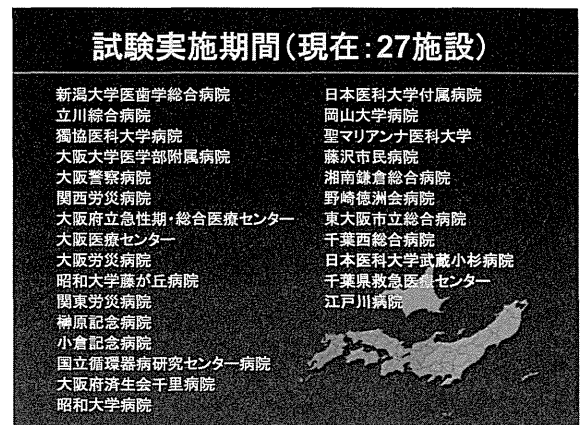 試験実施期間(現在:27施設)
新潟大学医歯学総合病院
立川綜合病院
獨協医科大学病院
大阪大学医学部附属病院
大阪警察病院
関西労災病院
大阪府立急性期・総合医療センター
大阪医療センター
大阪労災病院
昭和大学藤が丘病院
関東労災病院
榊原記念病院
小倉記念病院
国立循環器病研究センター病院
大阪府済生会千里病院
昭和大学病院
日本医科大学付属病院
岡山大学病院
聖マリアンナ医科大学
藤沢市民病院
湘南鎌倉総合病院
野崎徳洲会病院
東大阪市立総合病院
千葉西総合病院
日本医科大学武蔵小杉病院
千葉県救急医療センター
江戸川病院